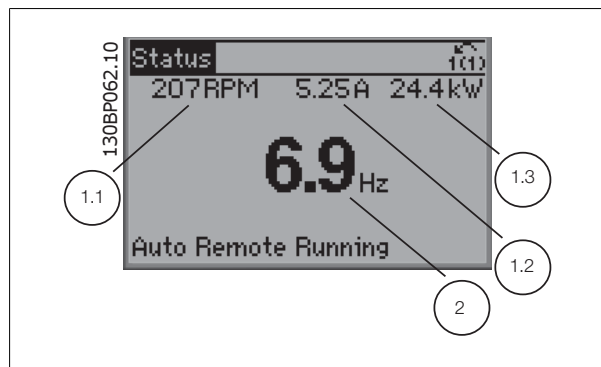 130BP062.10
Status
1(1)
207RPM 5.25A 24.4kW
6.9Hz
Auto Remote Running
1.1
1.3
1.2
2